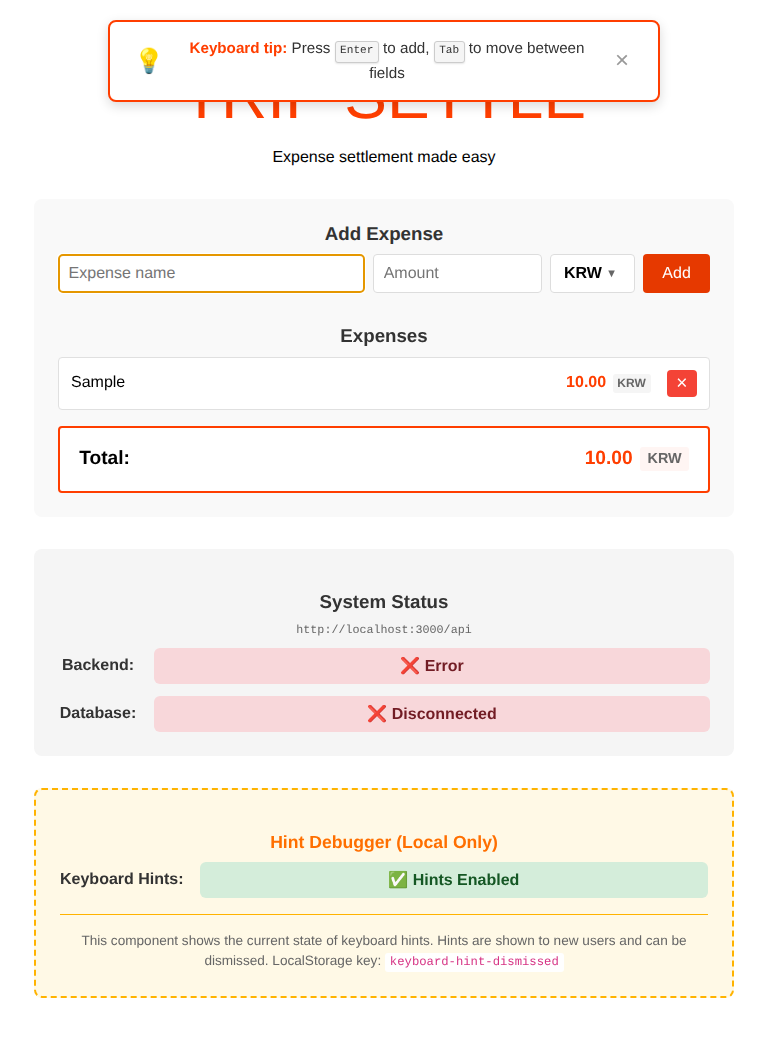 💡 Keyboard tip: Press Enter to add, Tab to move between
fields ✕
TRIP SETTLE
Expense settlement made easy
Add Expense
Expense name Amount KRW ▼ Add
Expenses
Sample 10.00 KRW ✕
Total: 10.00 KRW
System Status
http://localhost:3000/api
Backend: ❌ Error
Database: ❌ Disconnected
Hint Debugger (Local Only)
Keyboard Hints: ✅ Hints Enabled
This component shows the current state of keyboard hints. Hints are shown to new users and can be
dismissed. LocalStorage key: keyboard-hint-dismissed